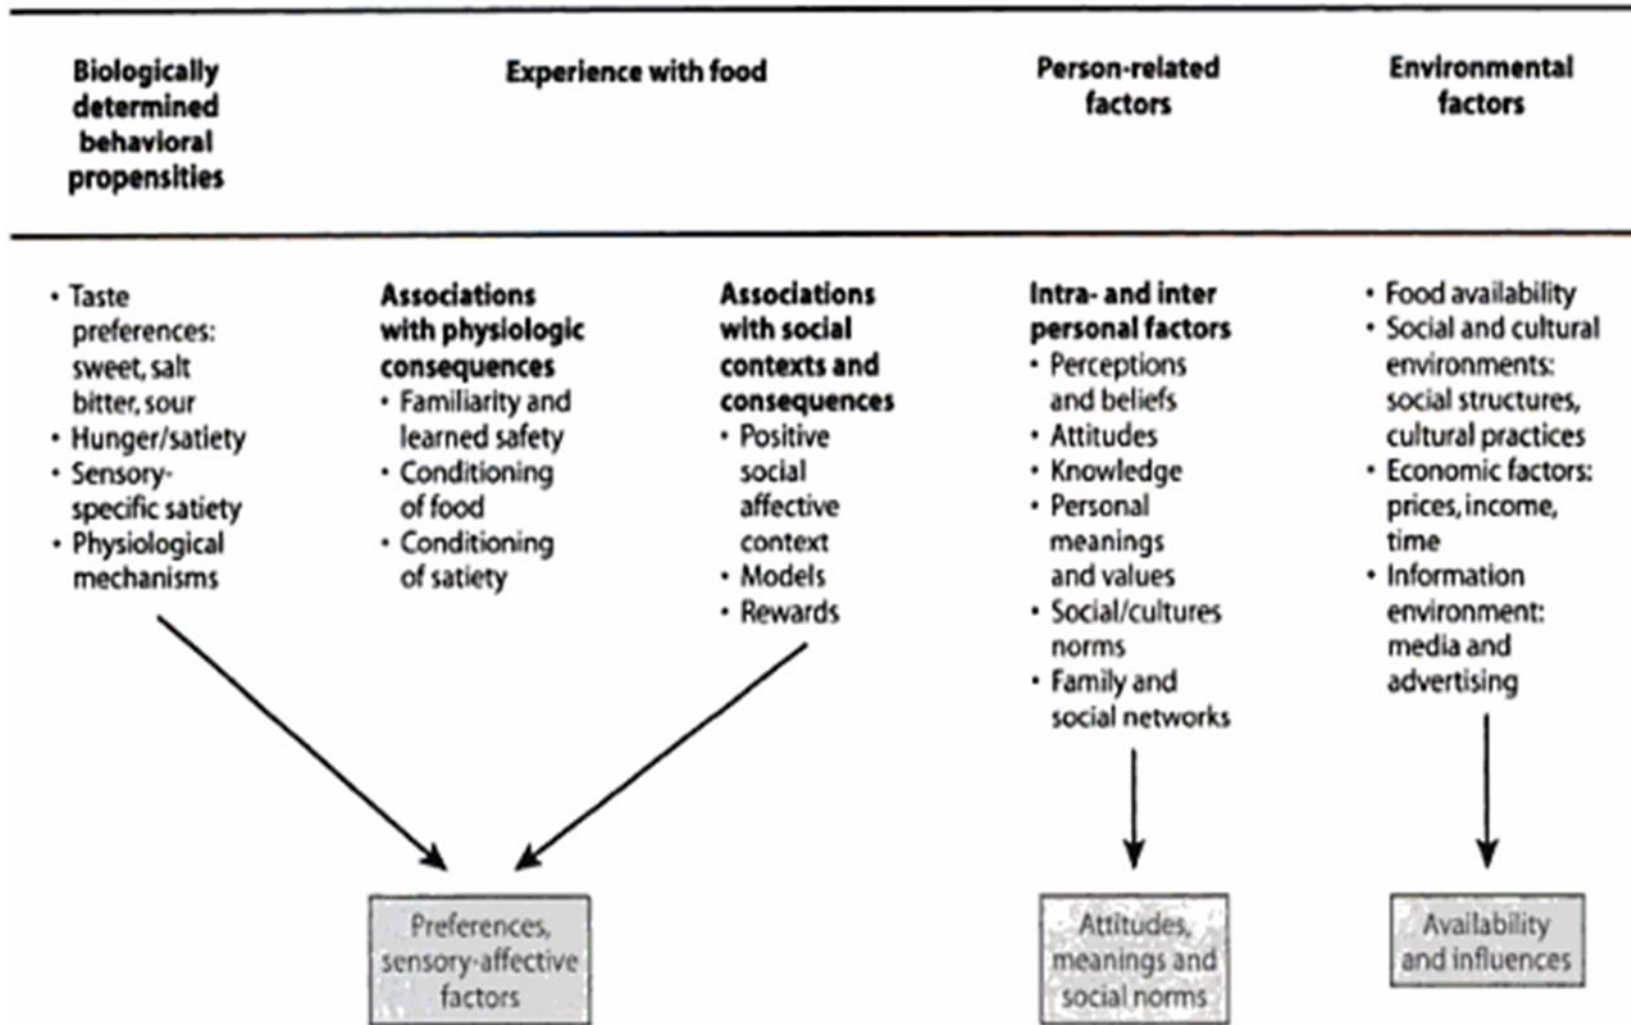 Biologically
determined
behavioral
propensities
Experience with food
Person-related
factors
Environmental
factors
• Taste
preferences:
sweet, salt
bitter, sour
• Hunger/satiety
• Sensory-
specific satiety
• Physiological
mechanisms
Associations
with physiologic
consequences
• Familiarity and
learned safety
• Conditioning
of food
• Conditioning
of satiety
Associations
with social
contexts and
consequences
• Positive
social
affective
context
• Models
• Rewards
Intra- and inter
personal factors
• Perceptions
and beliefs
• Attitudes
• Knowledge
• Personal
meanings
and values
• Social/cultures
norms
• Family and
social networks
• Food availability
• Social and cultural
environments:
social structures,
cultural practices
• Economic factors:
prices, income,
time
• Information
environment:
media and
advertising
Preferences,
sensory-affective
factors
Attitudes,
meanings and
social norms
Availability
and influences